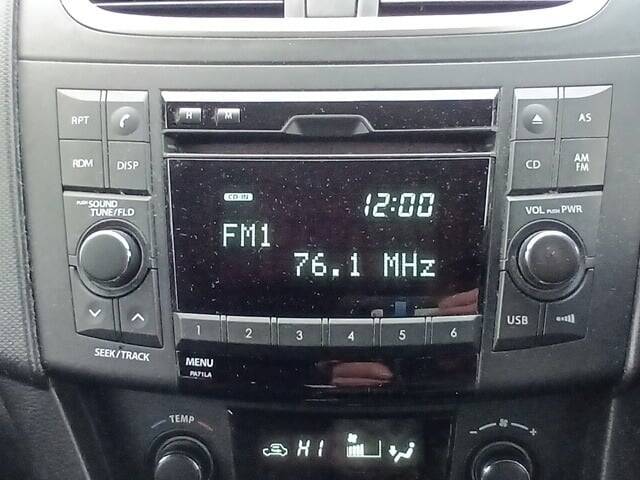 RPT
H M
AS
RDM DISP
CD AM FM
PUSH SOUND
TUNE/FLD
CD-IN
12:00
FM1
76.1 MHz
VOL PUSH PWR
USB
1 2 3 4 5 6
SEEK/TRACK
MENU
PA71LA
TEMP
HI
- +